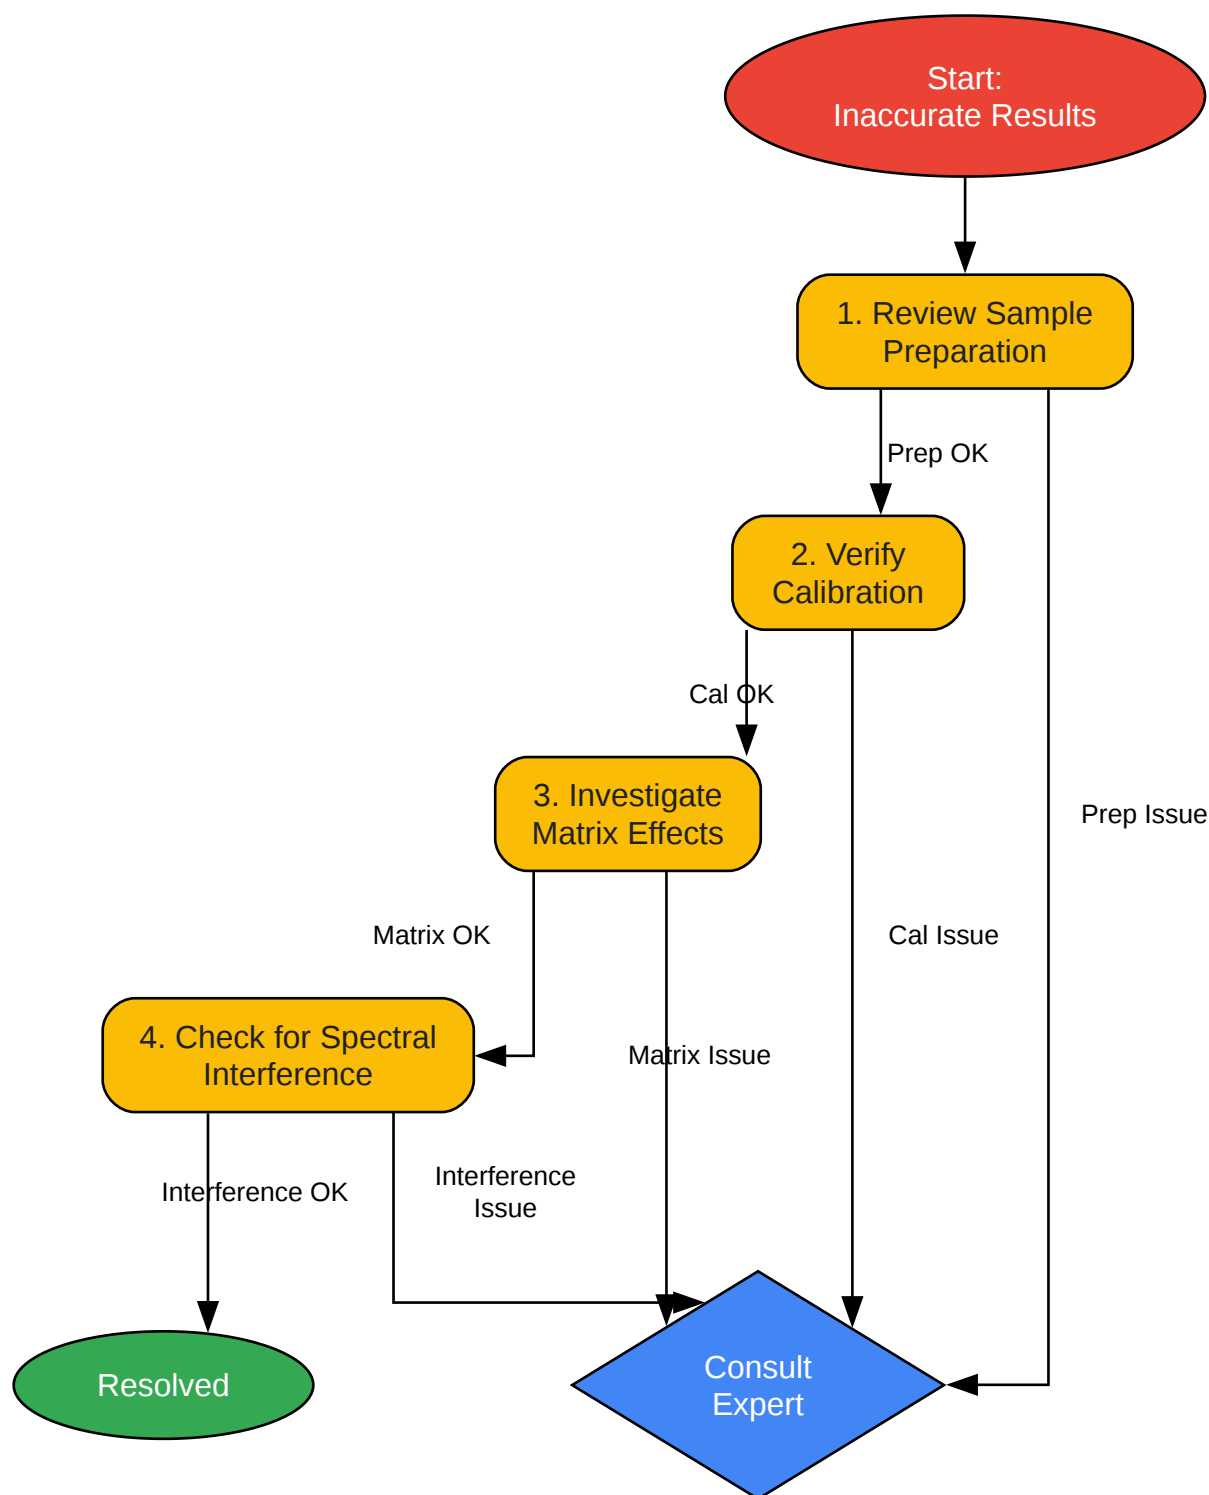 Start:
Inaccurate Results
1. Review Sample
Preparation
Prep OK
2. Verify
Calibration
Cal OK
3. Investigate
Matrix Effects
Prep Issue
Matrix OK
Cal Issue
4. Check for Spectral
Interference
Matrix Issue
Interference OK
Interference
Issue
Resolved
Consult
Expert